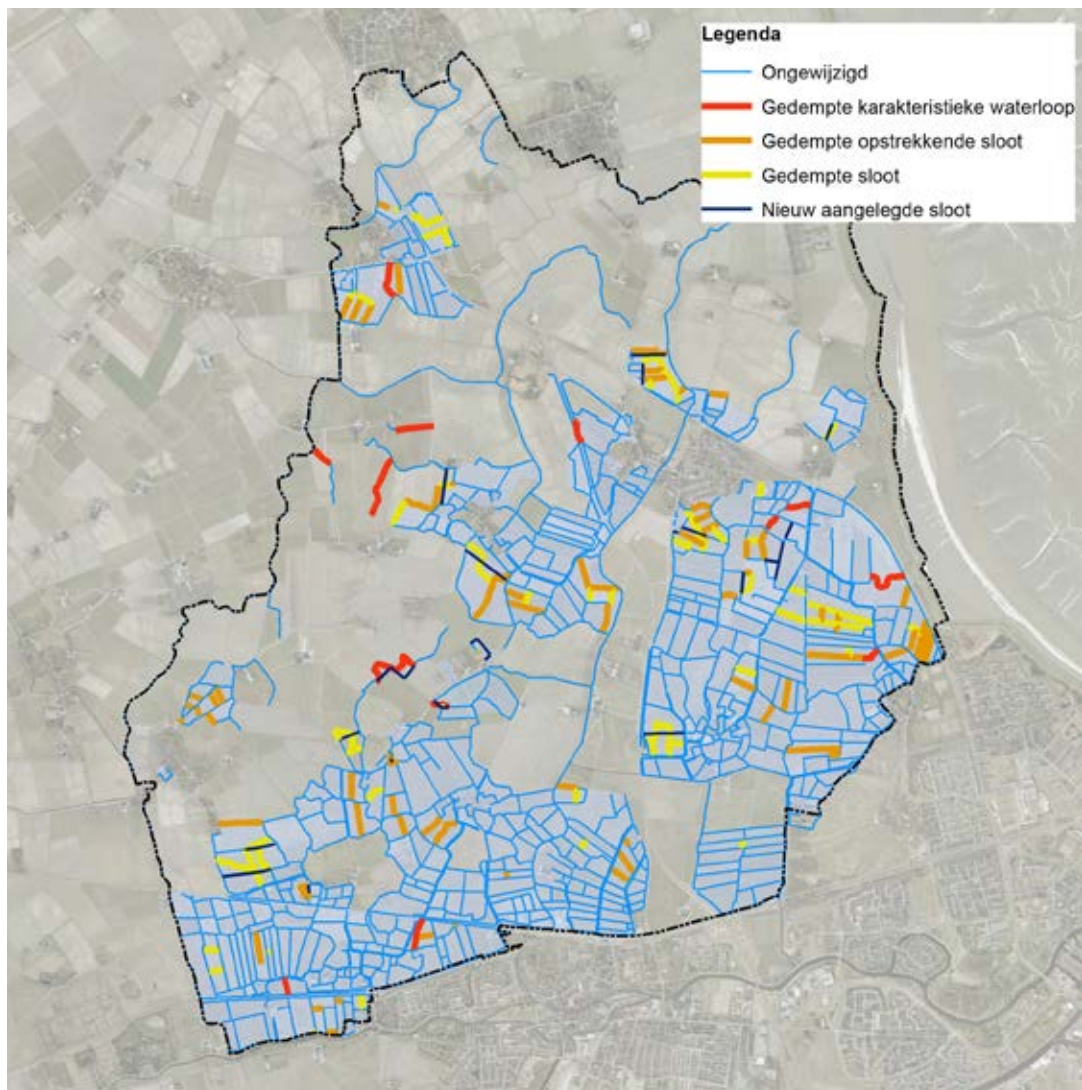 Legenda
Ongewijzigd
Gedempte karakteristieke waterloop
Gedempte opstrekkende sloot
Gedempte sloot
Nieuw aangelegde sloot